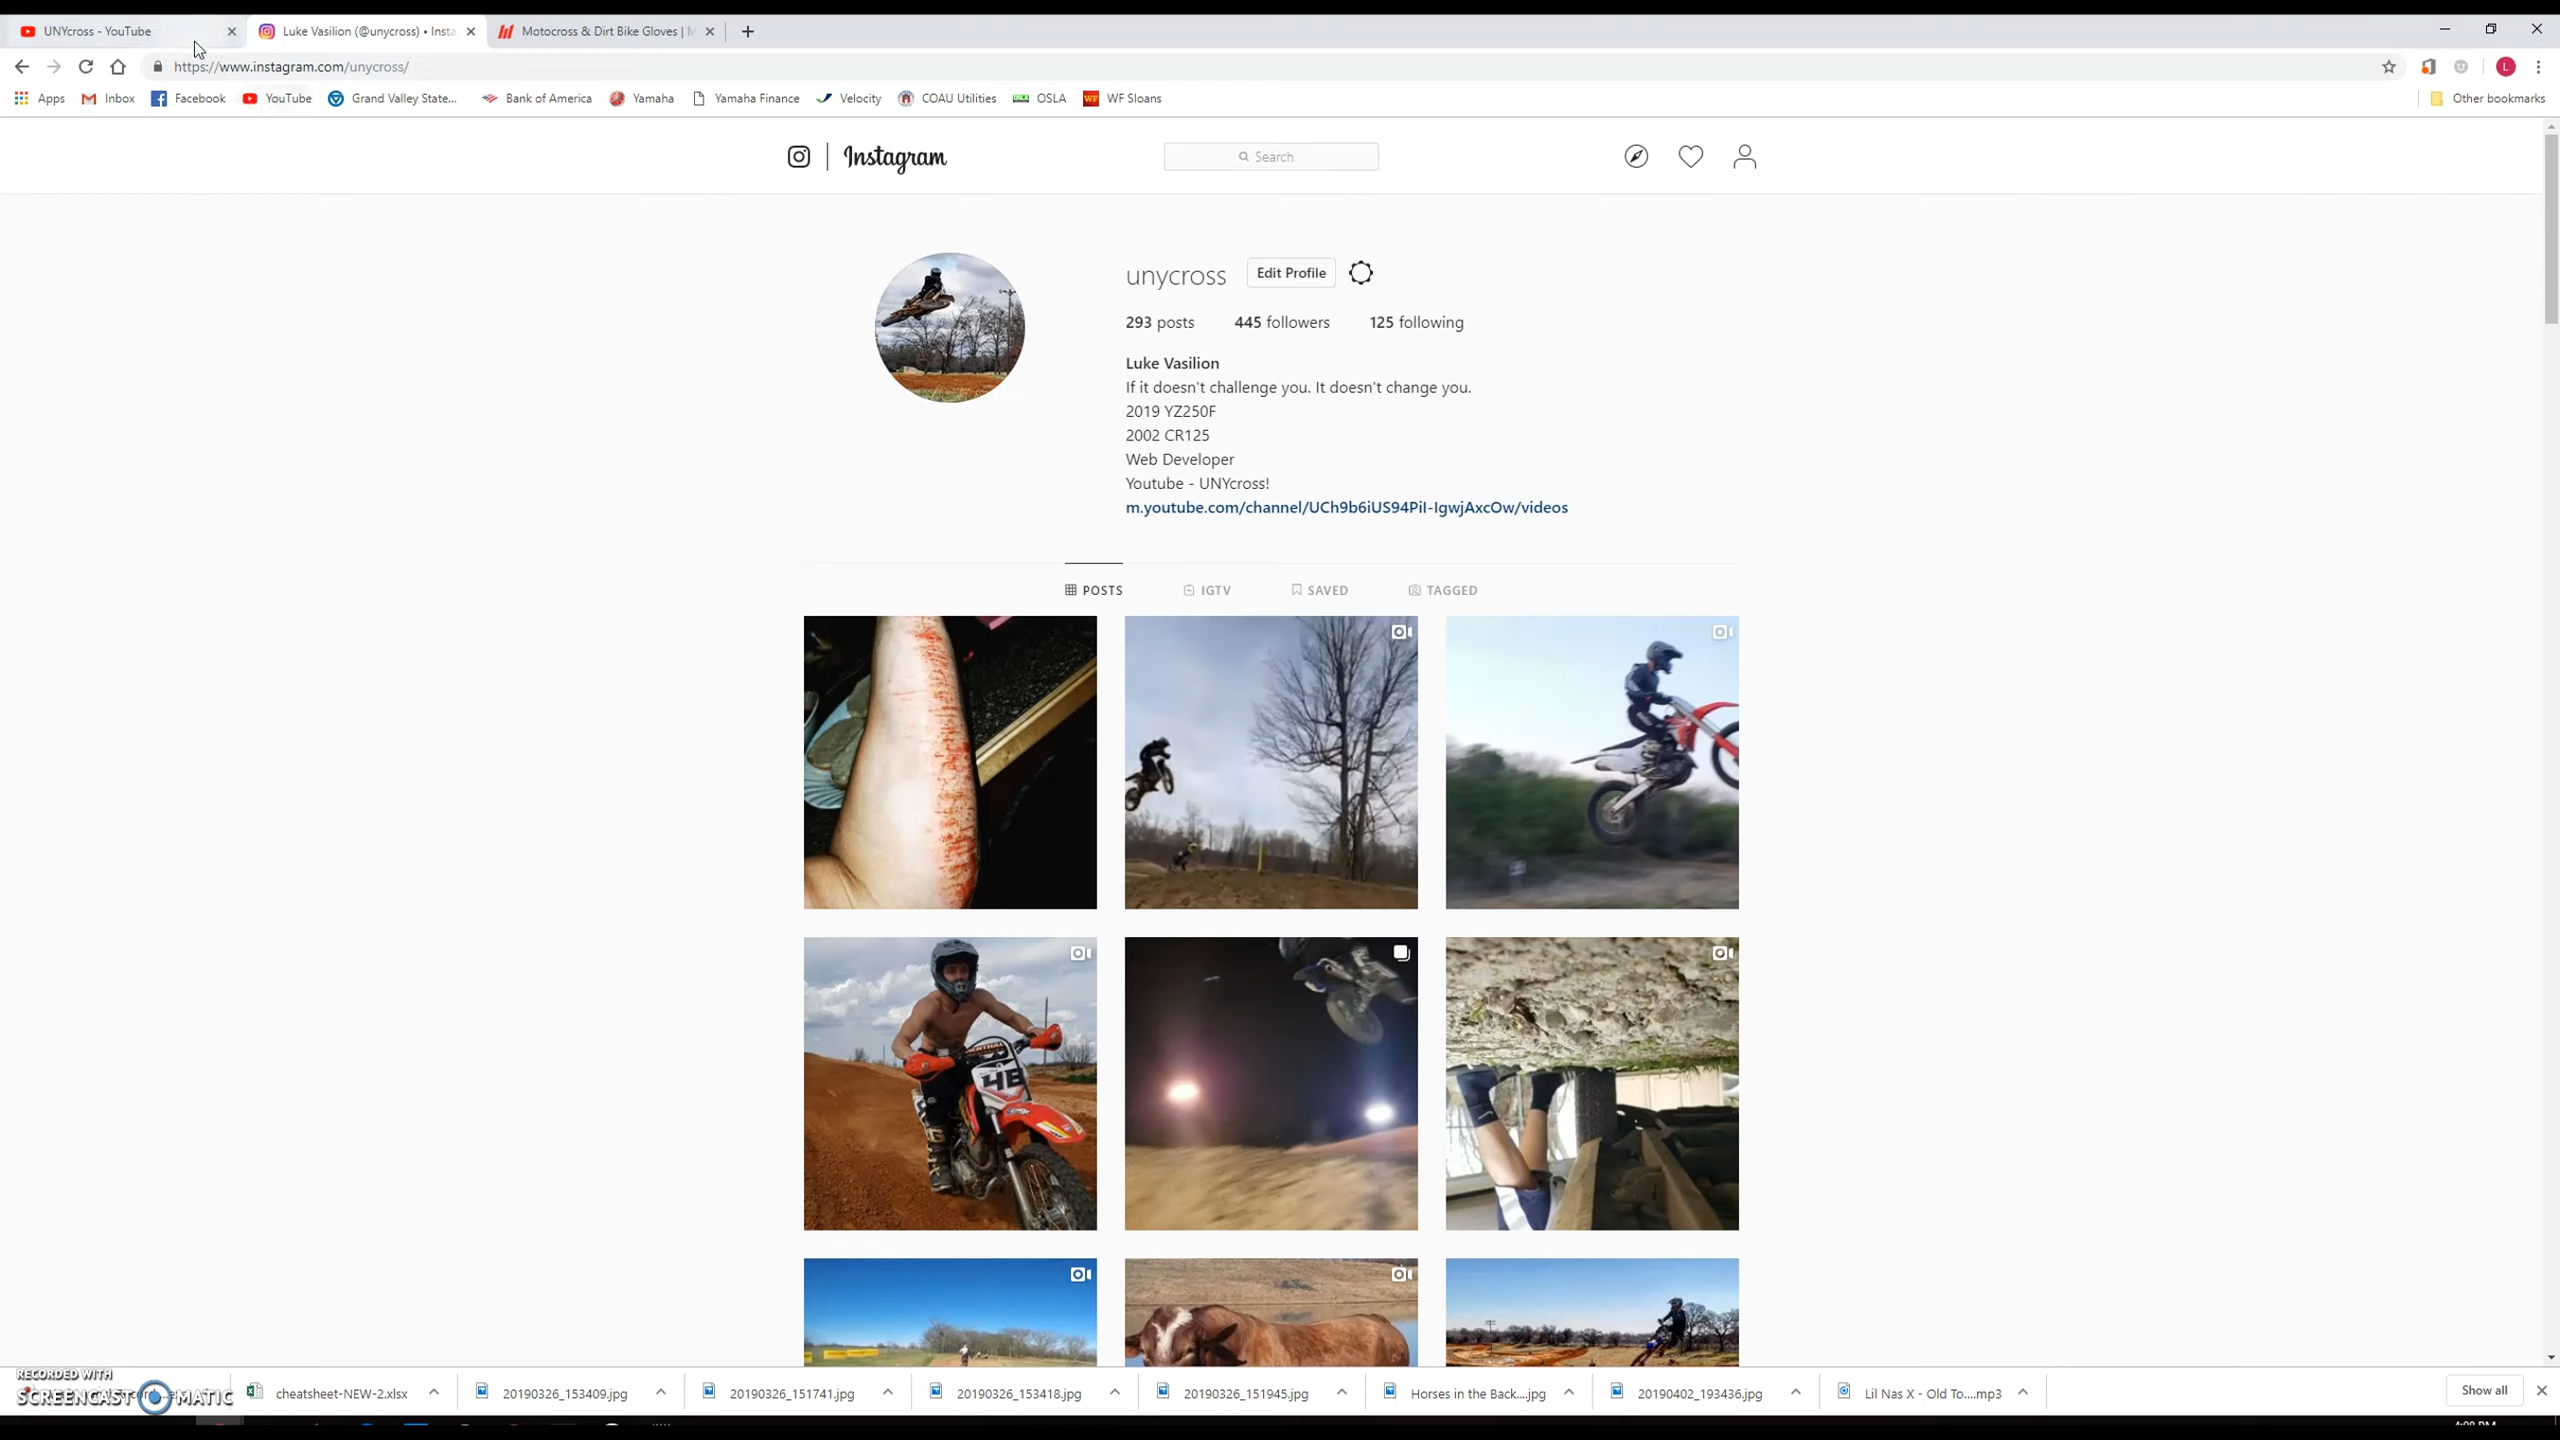 UNYcross - YouTube
Luke Vasilion (@unycross) • Insta
Motocross & Dirt Bike Gloves | M
https://www.instagram.com/unycross/
L
Apps
Inbox
Facebook
YouTube
Grand Valley State...
Bank of America
Yamaha
Yamaha Finance
Velocity
COAU Utilities
OSLA
WF Sloans
Other bookmarks
Instagram
Search
unycross
Edit Profile
293 posts
445 followers
125 following
Luke Vasilion
If it doesn't challenge you. It doesn't change you.
2019 YZ250F
2002 CR125
Web Developer
Youtube - UNYcross!
m.youtube.com/channel/UCh9b6iUS94PiI-IgwjAxcOw/videos
POSTS
IGTV
SAVED
TAGGED
48
RECORDED WITH
SCREENCAST MATIC
cheatsheet-NEW-2.xlsx
20190326_153409.jpg
20190326_151741.jpg
20190326_153418.jpg
20190326_151945.jpg
Horses in the Back....jpg
20190402_193436.jpg
Lil Nas X - Old To....mp3
Show all